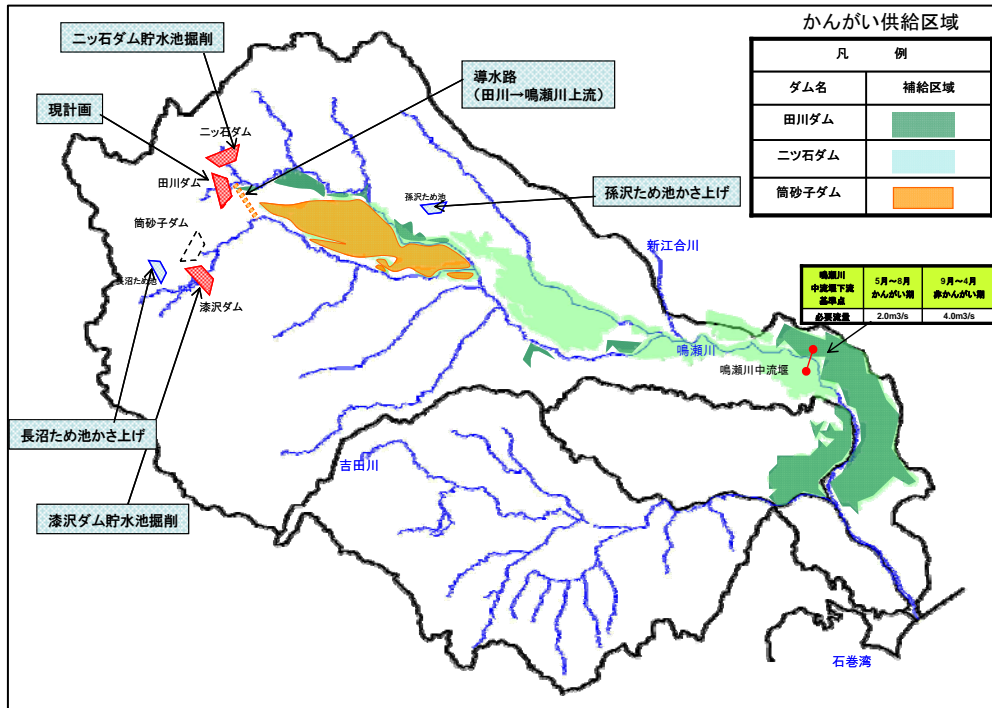 かんがい供給区域
凡 例
ダム名 補給区域
田川ダム
二ッ石ダム
筒砂子ダム
二ッ石ダム貯水池掘削
導水路
(田川→鳴瀬川上流)
現計画
二ッ石ダム
田川ダム
孫沢ため池
孫沢ため池かさ上げ
筒砂子ダム
新江合川
長沼ため池
漆沢ダム
鳴瀬川
中流堰下流
基準点
5月~8月
かんがい期
9月~4月
非かんがい期
必要流量 2.0m3/s 4.0m3/s
鳴瀬川
鳴瀬川中流堰
長沼ため池かさ上げ
吉田川
漆沢ダム貯水池掘削
石巻湾